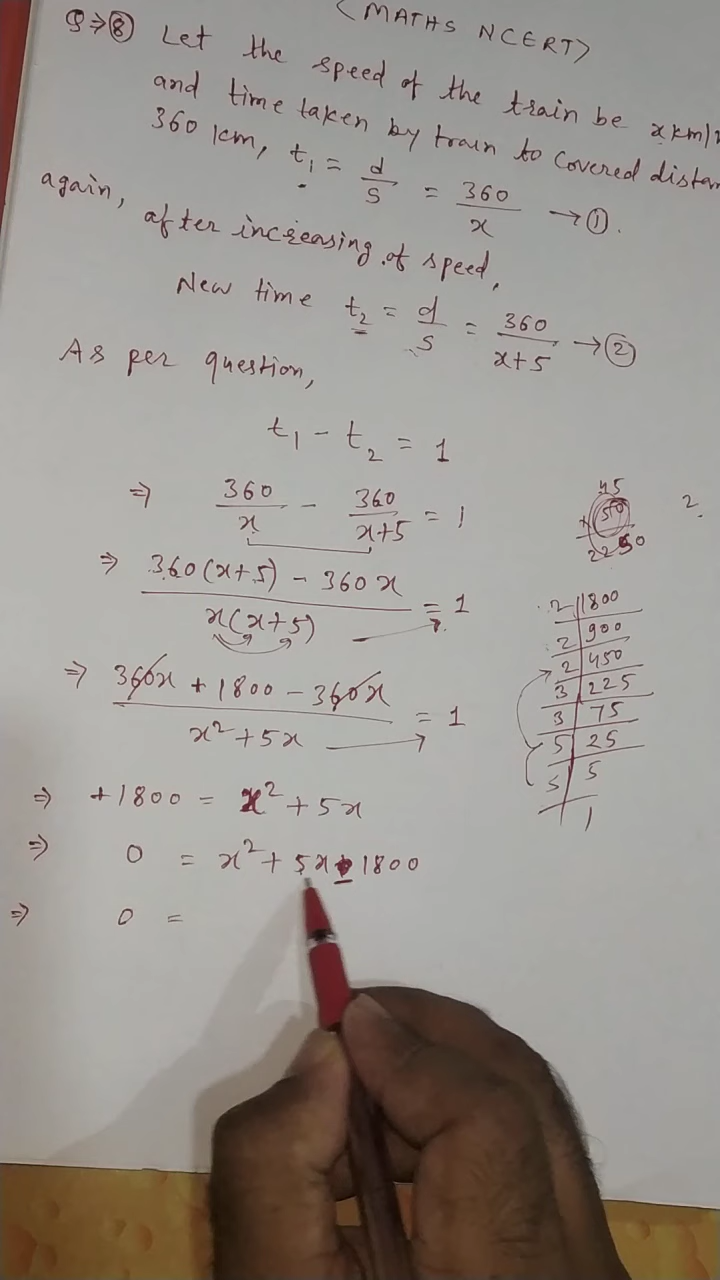 <MATHS NCERT>
Q⇒⑧ Let the speed of the train be x km/h
and time taken by train to covered distan
360 km, t₁ = d/s = 360/x → ①.
again, after increasing of speed,
New time t₂ = d/s = 360/(x+5) → ②
As per question,
t₁ - t₂ = 1
⇒ 360/x - 360/(x+5) = 1
⇒ (360(x+5) - 360x)/(x(x+5)) = 1
⇒ (360x + 1800 - 360x)/(x²+5x) = 1
⇒ +1800 = x² + 5x
⇒ 0 = x² + 5x - 1800
⇒ 0 =
45
50
2.
2 | 1800
2 | 900
2 | 450
3 | 225
3 | 75
5 | 25
5 | 5
1